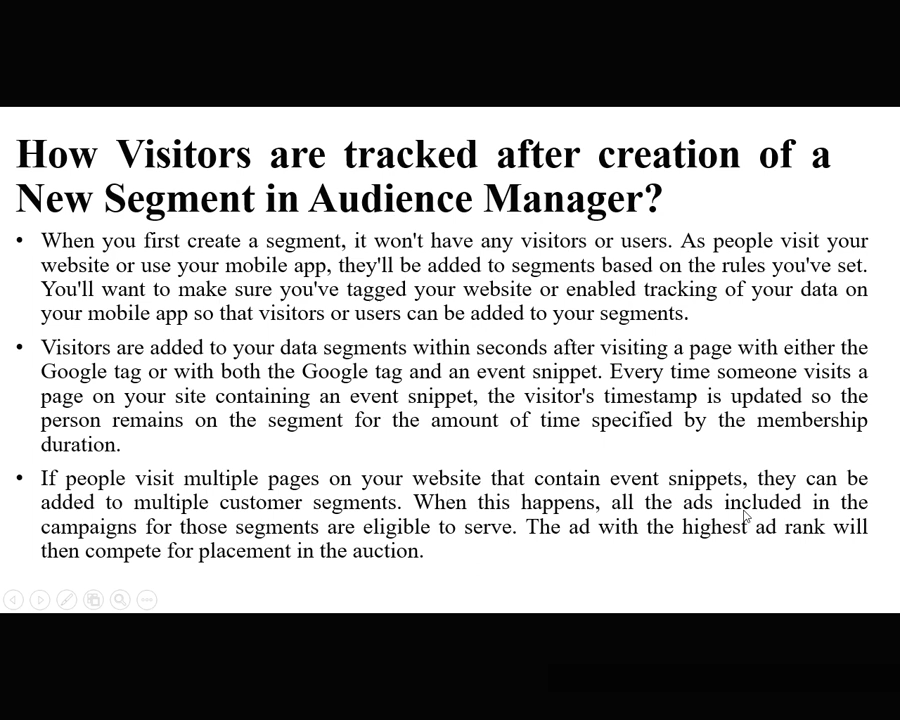 How Visitors are tracked after creation of a
New Segment in Audience Manager?
• When you first create a segment, it won't have any visitors or users. As people visit your
website or use your mobile app, they'll be added to segments based on the rules you've set.
You'll want to make sure you've tagged your website or enabled tracking of your data on
your mobile app so that visitors or users can be added to your segments.
• Visitors are added to your data segments within seconds after visiting a page with either the
Google tag or with both the Google tag and an event snippet. Every time someone visits a
page on your site containing an event snippet, the visitor's timestamp is updated so the
person remains on the segment for the amount of time specified by the membership
duration.
• If people visit multiple pages on your website that contain event snippets, they can be
added to multiple customer segments. When this happens, all the ads included in the
campaigns for those segments are eligible to serve. The ad with the highest ad rank will
then compete for placement in the auction.